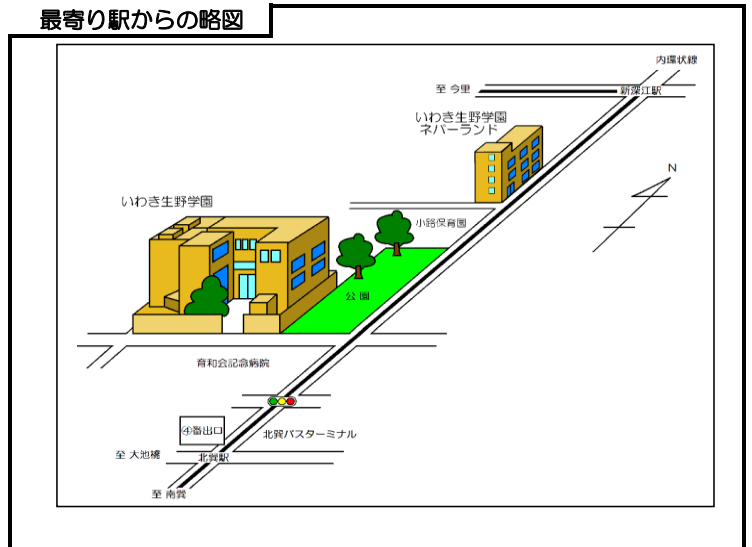 最寄り駅からの略図
内環状線
至 今里
新深江駅
いわき生野学園
ネバーランド
N
いわき生野学園
小路保育園
公園
育和会記念病院
④番出口
北巽バスターミナル
至 大池橋
北巽駅
至 南巽